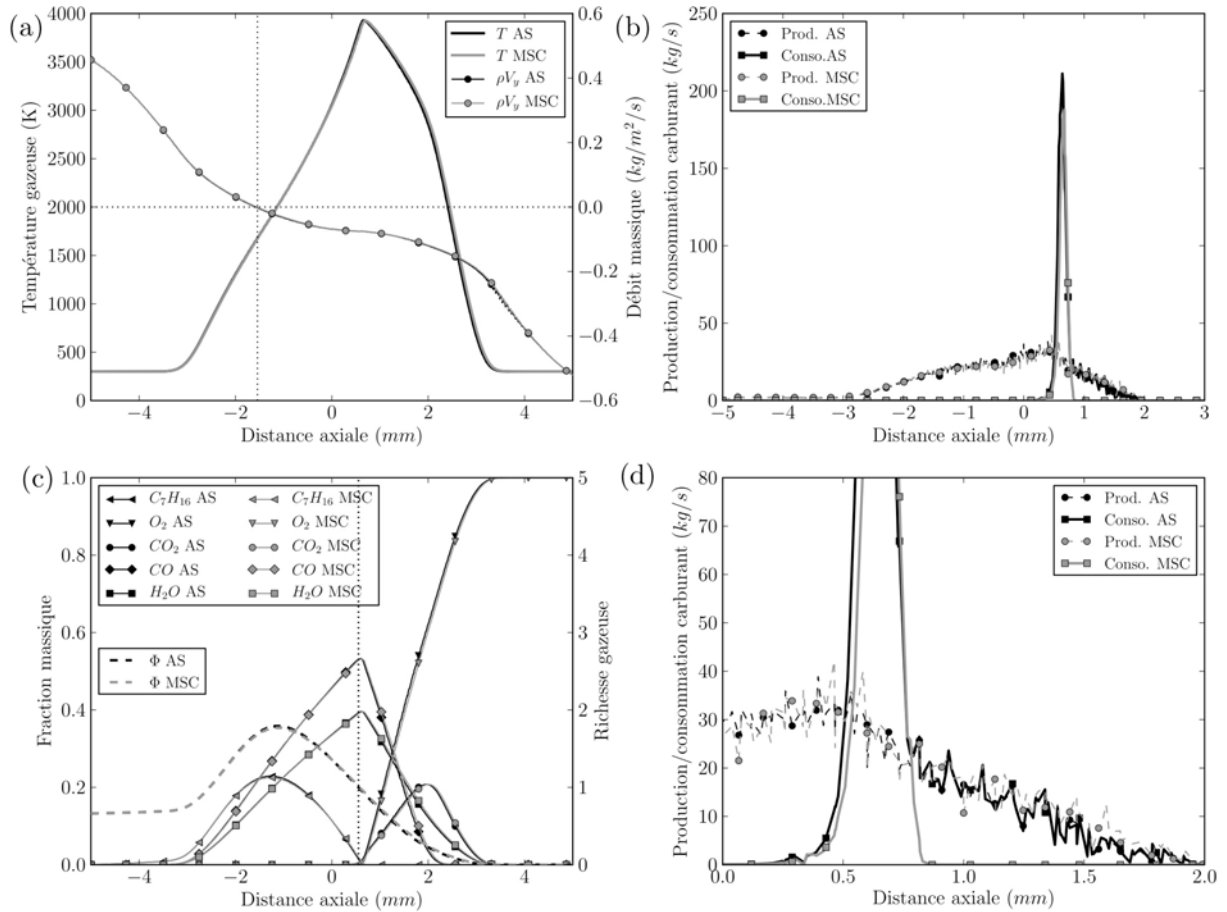 (a)
4000
3500
3000
2500
2000
1500
1000
500
0
Température gazeuse (K)
−4
−2
0
2
4
Distance axiale (mm)
0.6
0.4
0.2
0.0
−0.2
−0.4
−0.6
Débit massique (kg/m²/s)
T AS
T MSC
ρV_y AS
ρV_y MSC
(b)
250
200
150
100
50
0
Production/consommation carburant (kg/s)
-5
-4
-3
-2
-1
0
1
2
3
Distance axiale (mm)
Prod. AS
Conso.AS
Prod. MSC
Conso.MSC
(c)
1.0
0.8
0.6
0.4
0.2
0.0
Fraction massique
−4
−2
0
2
4
Distance axiale (mm)
5
4
3
2
1
0
Richesse gazeuse
C₇H₁₆ AS
O₂ AS
CO₂ AS
CO AS
H₂O AS
C₇H₁₆ MSC
O₂ MSC
CO₂ MSC
CO MSC
H₂O MSC
Φ AS
Φ MSC
(d)
80
70
60
50
40
30
20
10
0
Production/consommation carburant (kg/s)
0.0
0.5
1.0
1.5
2.0
Distance axiale (mm)
Prod. AS
Conso. AS
Prod. MSC
Conso. MSC